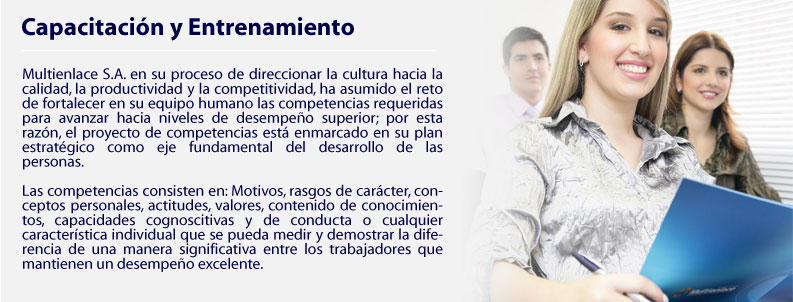 Capacitación y Entrenamiento
Multienlace S.A. en su proceso de direccionar la cultura hacia la
calidad, la productividad y la competitividad, ha asumido el reto
de fortalecer en su equipo humano las competencias requeridas
para avanzar hacia niveles de desempeño superior; por esta
razón, el proyecto de competencias está enmarcado en su plan
estratégico como eje fundamental del desarrollo de las
personas.
Las competencias consisten en: Motivos, rasgos de carácter, con-
ceptos personales, actitudes, valores, contenido de conocimien-
tos, capacidades cognoscitivas y de conducta o cualquier
característica individual que se pueda medir y demostrar la dife-
rencia de una manera significativa entre los trabajadores que
mantienen un desempeño excelente.